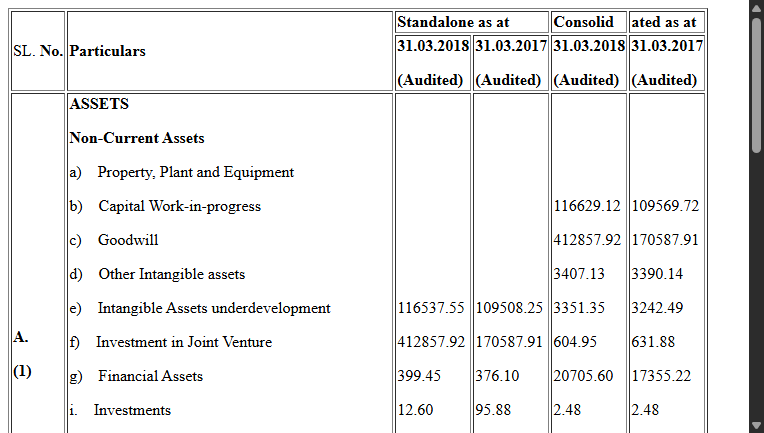 Standalone as at Consolid ated as at
SL. No. Particulars 31.03.2018 31.03.2017 31.03.2018 31.03.2017
(Audited) (Audited) (Audited) (Audited)
ASSETS
Non-Current Assets
a) Property, Plant and Equipment
b) Capital Work-in-progress 116629.12 109569.72
c) Goodwill 412857.92 170587.91
d) Other Intangible assets 3407.13 3390.14
e) Intangible Assets underdevelopment 116537.55 109508.25 3351.35 3242.49
A. f) Investment in Joint Venture 412857.92 170587.91 604.95 631.88
(1) g) Financial Assets 399.45 376.10 20705.60 17355.22
i. Investments 12.60 95.88 2.48 2.48